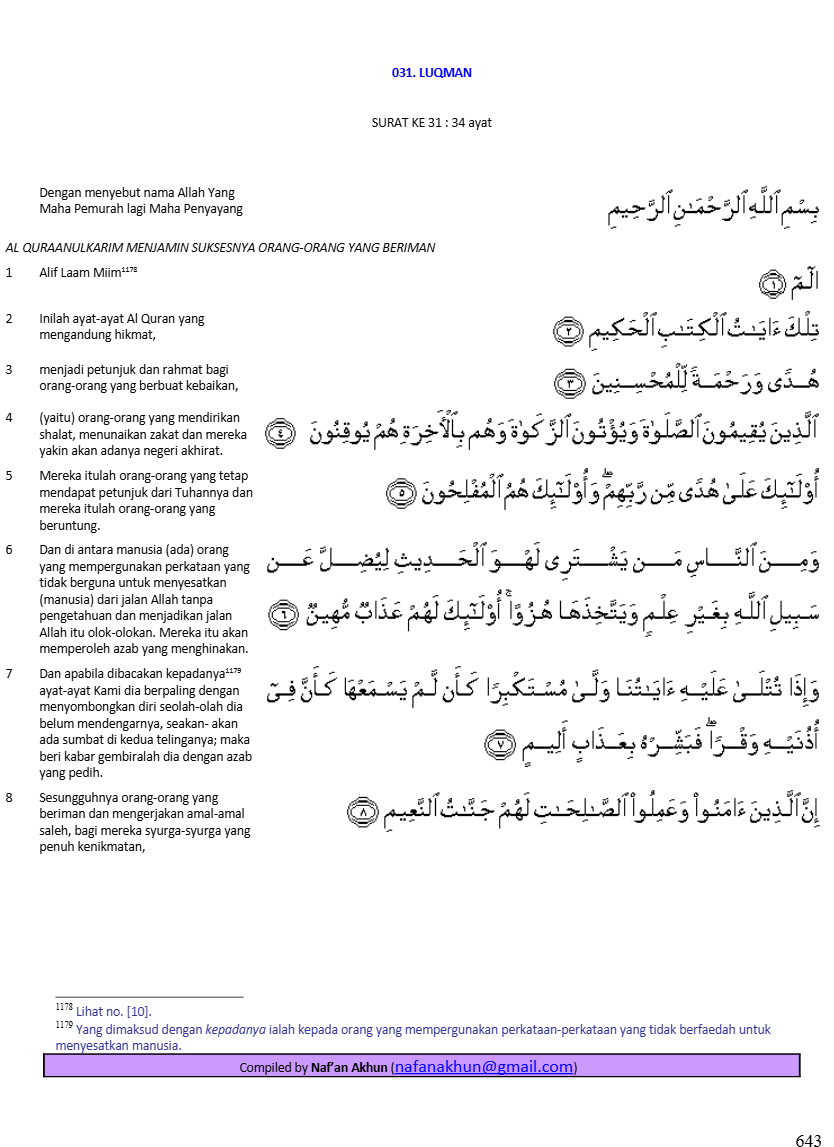 031. LUQMAN
SURAT KE 31 : 34 ayat
Dengan menyebut nama Allah Yang
Maha Pemurah lagi Maha Penyayang
بِسْمِ ٱللَّهِ ٱلرَّحْمَـٰنِ ٱلرَّحِيمِ
AL QURAANULKARIM MENJAMIN SUKSESNYA ORANG-ORANG YANG BERIMAN
1 Alif Laam Miim1178
الٓمٓ ١
2 Inilah ayat-ayat Al Quran yang
mengandung hikmat,
تِلْكَ ءَايَـٰتُ ٱلْكِتَـٰبِ ٱلْحَكِيمِ ٢
3 menjadi petunjuk dan rahmat bagi
orang-orang yang berbuat kebaikan,
هُدًى وَرَحْمَةً لِّلْمُحْسِنِينَ ٣
4 (yaitu) orang-orang yang mendirikan
shalat, menunaikan zakat dan mereka
yakin akan adanya negeri akhirat.
ٱلَّذِينَ يُقِيمُونَ ٱلصَّلَوٰةَ وَيُؤْتُونَ ٱلزَّكَوٰةَ وَهُم بِٱلْأَخِرَةِ هُمْ يُوقِنُونَ ٤
5 Mereka itulah orang-orang yang tetap
mendapat petunjuk dari Tuhannya dan
mereka itulah orang-orang yang
beruntung.
أُوْلَـٰٓئِكَ عَلَىٰ هُدًى مِّن رَّبِّهِمْ ۖ وَأُوْلَـٰٓئِكَ هُمُ ٱلْمُفْلِحُونَ ٥
6 Dan di antara manusia (ada) orang
yang mempergunakan perkataan yang
tidak berguna untuk menyesatkan
(manusia) dari jalan Allah tanpa
pengetahuan dan menjadikan jalan
Allah itu olok-olokan. Mereka itu akan
memperoleh azab yang menghinakan.
وَمِنَ ٱلنَّاسِ مَن يَشْتَرِى لَهْوَ ٱلْحَدِيثِ لِيُضِلَّ عَن
سَبِيلِ ٱللَّهِ بِغَيْرِ عِلْمٍ وَيَتَّخِذَهَا هُزُوًا ۚ أُوْلَـٰٓئِكَ لَهُمْ عَذَابٌ مُّهِينٌ ٦
7 Dan apabila dibacakan kepadanya1179
ayat-ayat Kami dia berpaling dengan
menyombongkan diri seolah-olah dia
belum mendengarnya, seakan- akan
ada sumbat di kedua telinganya; maka
beri kabar gembiralah dia dengan azab
yang pedih.
وَإِذَا تُتْلَىٰ عَلَيْهِ ءَايَـٰتُنَا وَلَّىٰ مُسْتَكْبِرًا كَأَن لَّمْ يَسْمَعْهَا كَأَنَّ فِىٓ
أُذُنَيْهِ وَقْرًا ۖ فَبَشِّرْهُ بِعَذَابٍ أَلِيمٍ ٧
8 Sesungguhnya orang-orang yang
beriman dan mengerjakan amal-amal
saleh, bagi mereka syurga-syurga yang
penuh kenikmatan,
إِنَّ ٱلَّذِينَ ءَامَنُواْ وَعَمِلُواْ ٱلصَّـٰلِحَـٰتِ لَهُمْ جَنَّـٰتُ ٱلنَّعِيمِ ٨
1178 Lihat no. [10].
1179 Yang dimaksud dengan kepadanya ialah kepada orang yang mempergunakan perkataan-perkataan yang tidak berfaedah untuk
menyesatkan manusia.
Compiled by Naf’an Akhun (nafanakhun@gmail.com)
643